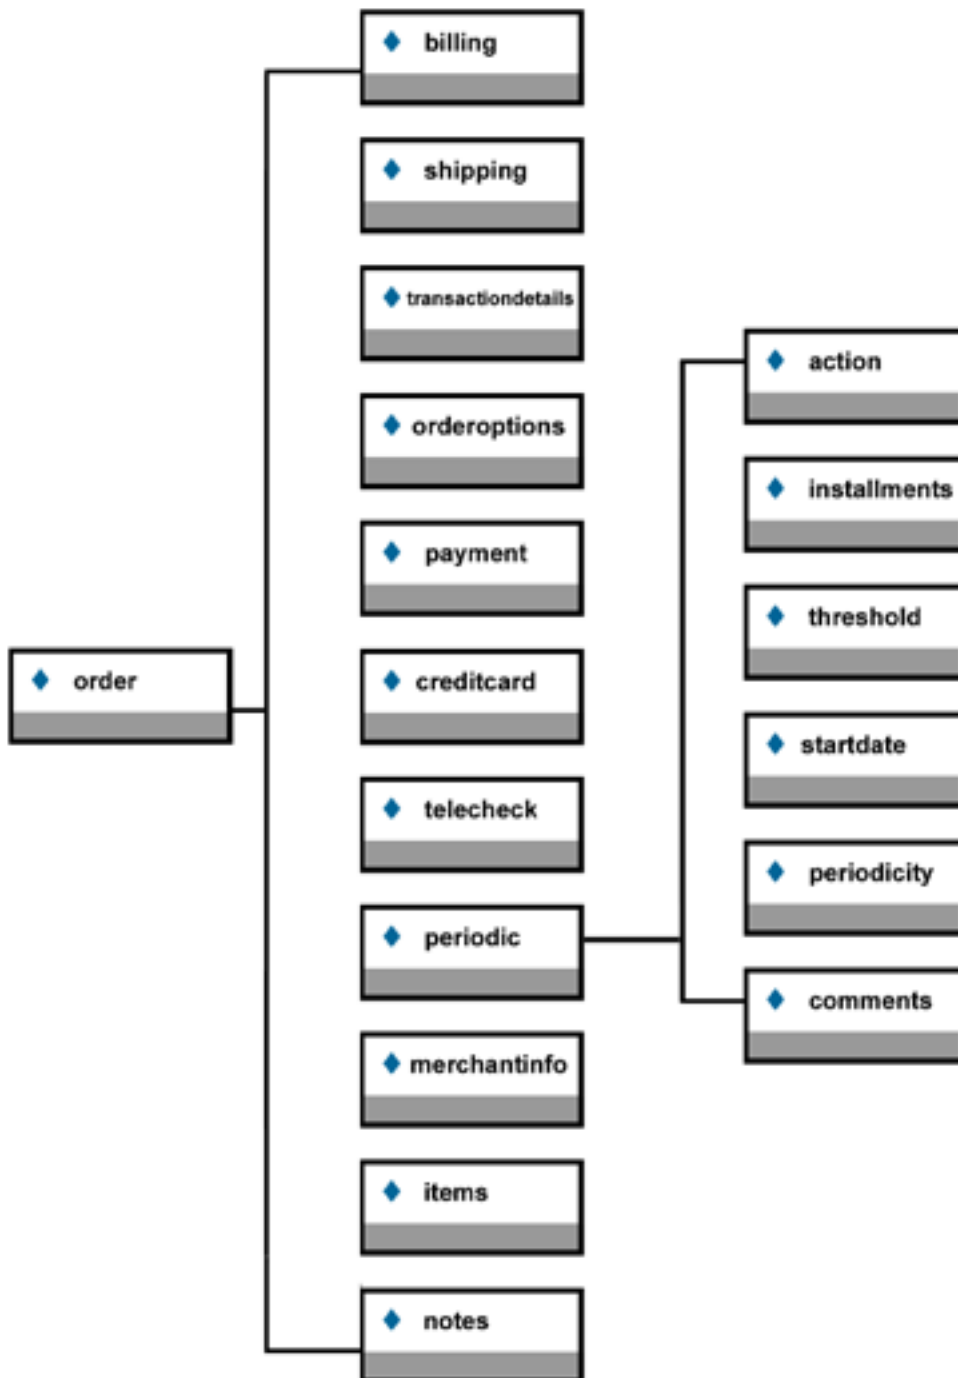 billing
shipping
transactiondetails
action
orderoptions
installments
payment
threshold
order
creditcard
startdate
telecheck
periodicity
periodic
comments
merchantinfo
items
notes